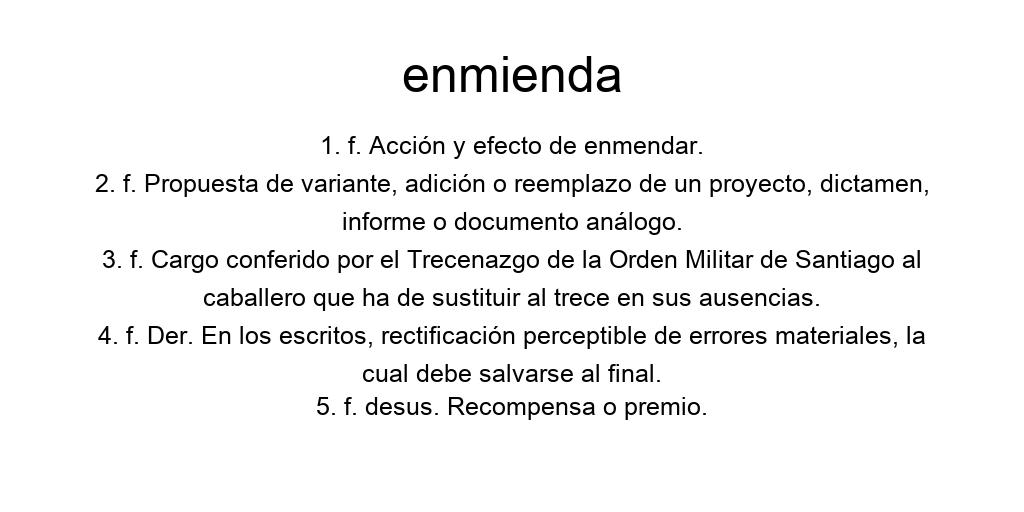 enmienda
1. f. Acción y efecto de enmendar.
2. f. Propuesta de variante, adición o reemplazo de un proyecto, dictamen,
informe o documento análogo.
3. f. Cargo conferido por el Trecenazgo de la Orden Militar de Santiago al
caballero que ha de sustituir al trece en sus ausencias.
4. f. Der. En los escritos, rectificación perceptible de errores materiales, la
cual debe salvarse al final.
5. f. desus. Recompensa o premio.